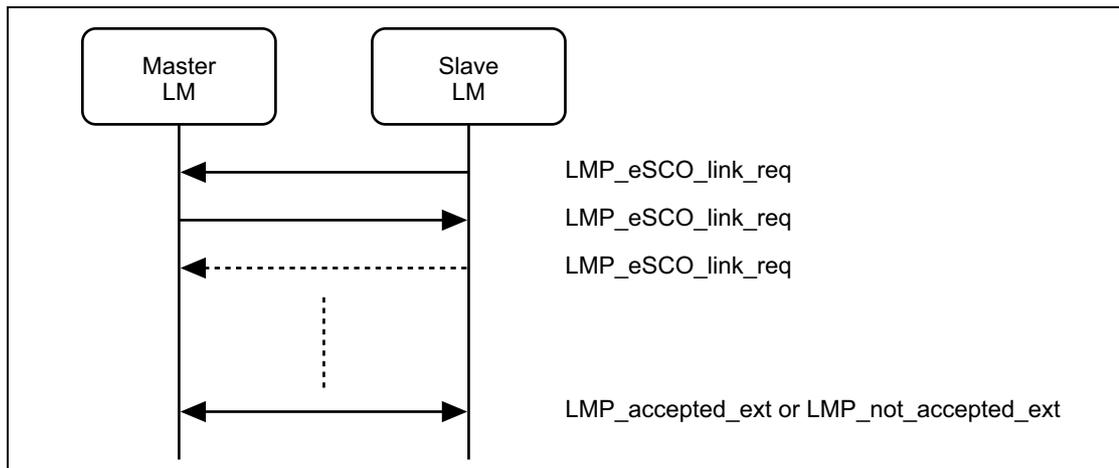 Master
LM
Slave
LM
LMP_eSCO_link_req
LMP_eSCO_link_req
LMP_eSCO_link_req
LMP_accepted_ext or LMP_not_accepted_ext